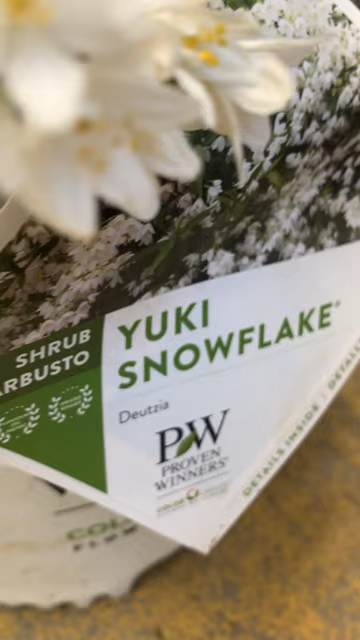 SHRUB
ARBUSTO
YUKI
SNOWFLAKE®
Deutzia
PW
PROVEN
WINNERS®
DETAILS INSIDE